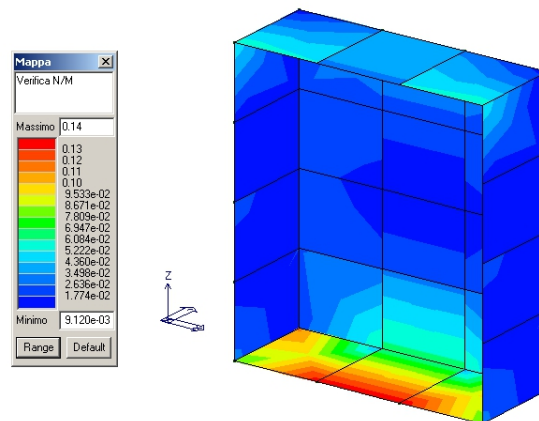 Mappa
Verifica N/M
Massimo 0.14
0.13
0.12
0.11
0.10
9.533e-02
8.671e-02
7.809e-02
6.947e-02
6.084e-02
5.222e-02
4.360e-02
3.498e-02
2.636e-02
1.774e-02
Minimo 9.120e-03
Range Default
Z